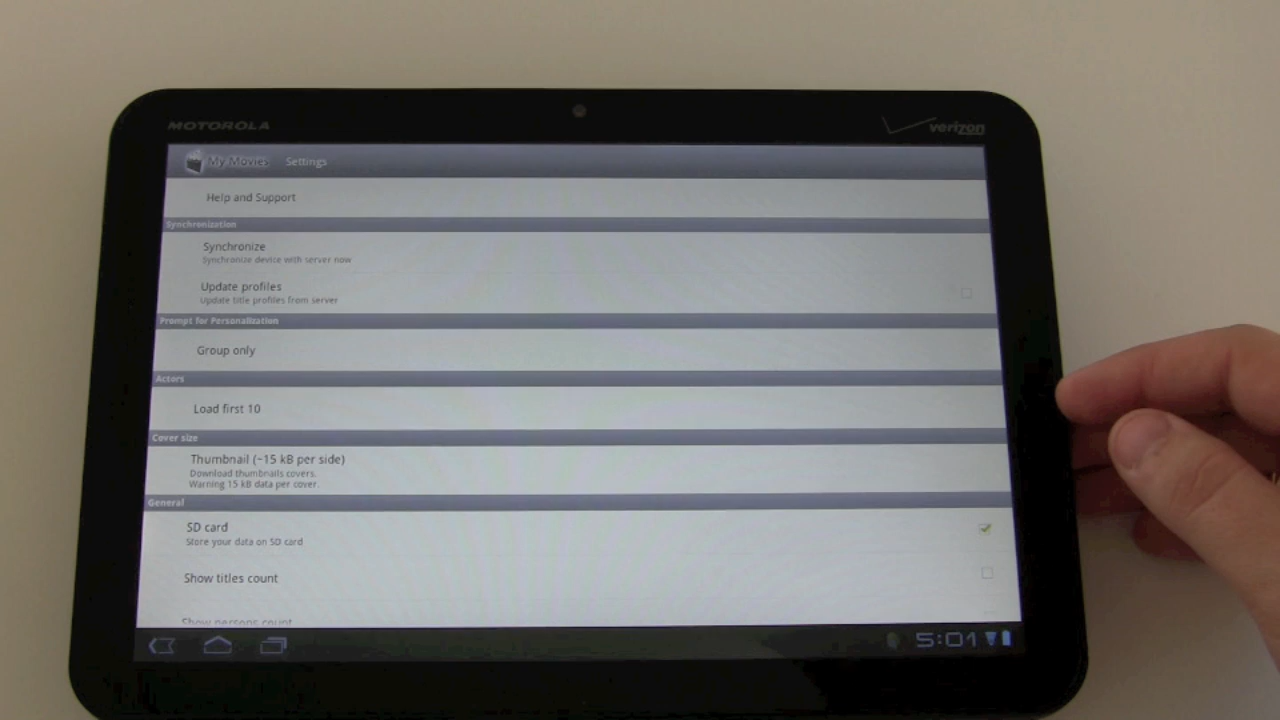 MOTOROLA
verizon
My Movies Settings
Help and Support
Synchronization
Synchronize
Synchronize device with server now
Update profiles
Update title profiles from server
Prompt for Personalization
Group only
Actors
Load first 10
Cover size
Thumbnail (~15 kB per side)
Download thumbnails covers.
Warning 15 kB data per cover.
General
SD card
Store your data on SD card
Show titles count
Show persons count
5:01